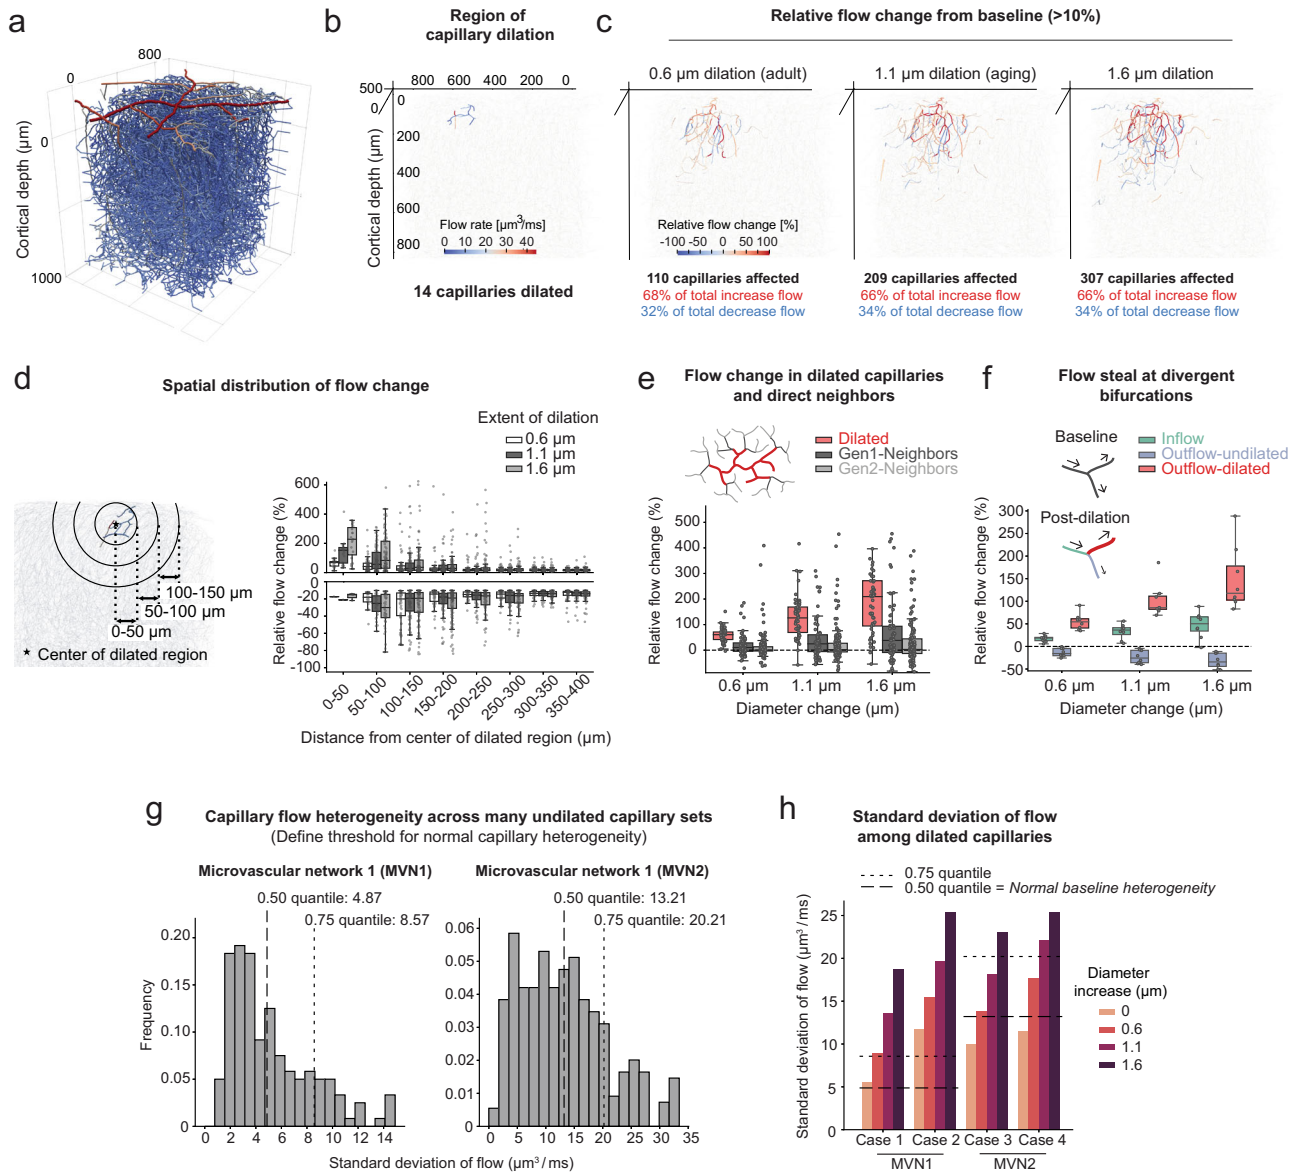 a
800
0
0
Cortical depth (µm)
1000
b
Region of
capillary dilation
800 600 400 200 0
500
0
0
200
400
600
800
Cortical depth (µm)
Flow rate [µm³/ms]
0 10 20 30 40
14 capillaries dilated
c
Relative flow change from baseline (>10%)
0.6 µm dilation (adult)
1.1 µm dilation (aging)
1.6 µm dilation
Relative flow change [%]
-100 -50 0 50 100
110 capillaries affected
68% of total increase flow
32% of total decrease flow
209 capillaries affected
66% of total increase flow
34% of total decrease flow
307 capillaries affected
66% of total increase flow
34% of total decrease flow
d
Spatial distribution of flow change
Extent of dilation
0.6 µm
1.1 µm
1.6 µm
100-150 µm
50-100 µm
0-50 µm
★ Center of dilated region
Relative flow change (%)
600
400
200
0
0
-20
-40
-60
-80
-100
0-50
50-100
100-150
150-200
200-250
250-300
300-350
350-400
Distance from center of dilated region (µm)
e
Flow change in dilated capillaries
and direct neighbors
Dilated
Gen1-Neighbors
Gen2-Neighbors
Relative flow change (%)
500
400
300
200
100
0
0.6 µm 1.1 µm 1.6 µm
Diameter change (µm)
f
Flow steal at divergent
bifurcations
Baseline
Inflow
Outflow-undilated
Outflow-dilated
Post-dilation
Relative flow change (%)
300
250
200
150
100
50
0
-50
0.6 µm 1.1 µm 1.6 µm
Diameter change (µm)
g
Capillary flow heterogeneity across many undilated capillary sets
(Define threshold for normal capillary heterogeneity)
Microvascular network 1 (MVN1)
0.50 quantile: 4.87
0.75 quantile: 8.57
Frequency
0.20
0.15
0.10
0.05
0
0 2 4 6 8 10 12 14
Microvascular network 1 (MVN2)
0.50 quantile: 13.21
0.75 quantile: 20.21
0.06
0.05
0.04
0.03
0.02
0.01
0
0 5 10 15 20 25 30 35
Standard deviation of flow (µm³/ms)
h
Standard deviation of flow
among dilated capillaries
0.75 quantile
0.50 quantile = Normal baseline heterogeneity
Standard deviation of flow (µm³/ms)
25
20
15
10
5
0
Case 1 Case 2 Case 3 Case 4
MVN1 MVN2
Diameter
increase (µm)
0
0.6
1.1
1.6